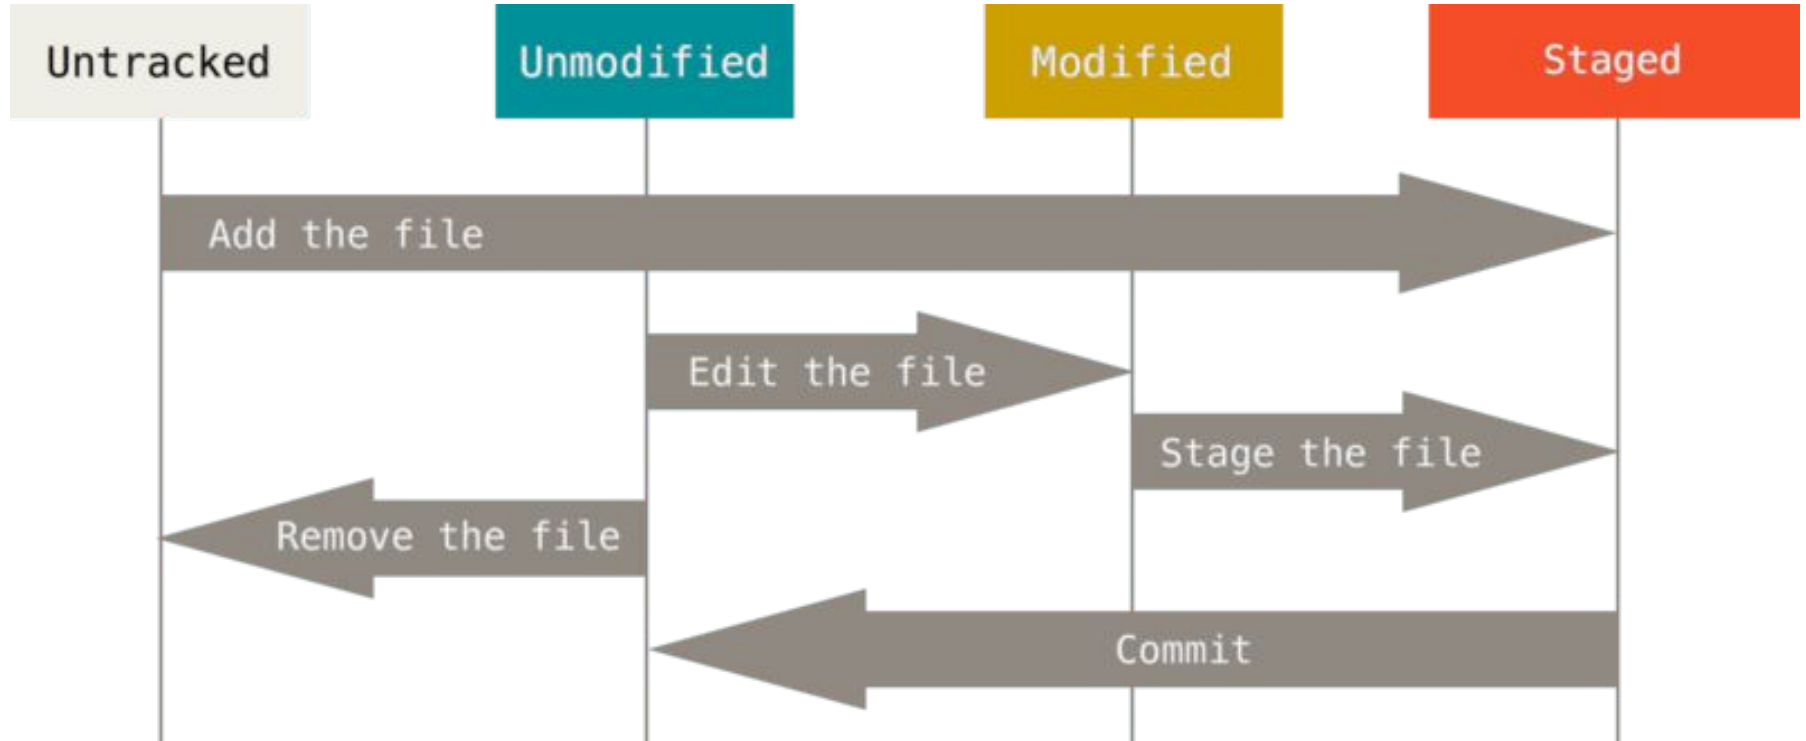 Untracked
Unmodified
Modified
Staged
Add the file
Edit the file
Stage the file
Remove the file
Commit